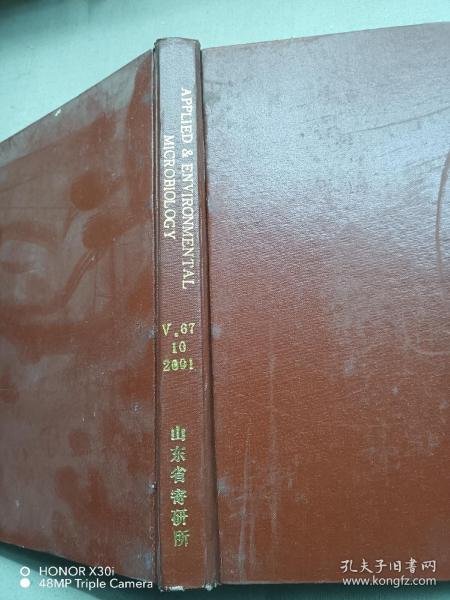 APPLIED & ENVIRONMENTAL
MICROBIOLOGY
V.67
10
2001
山东省寄研所
HONOR X30i
48MP Triple Camera
孔夫子旧书网
www.kongfz.com